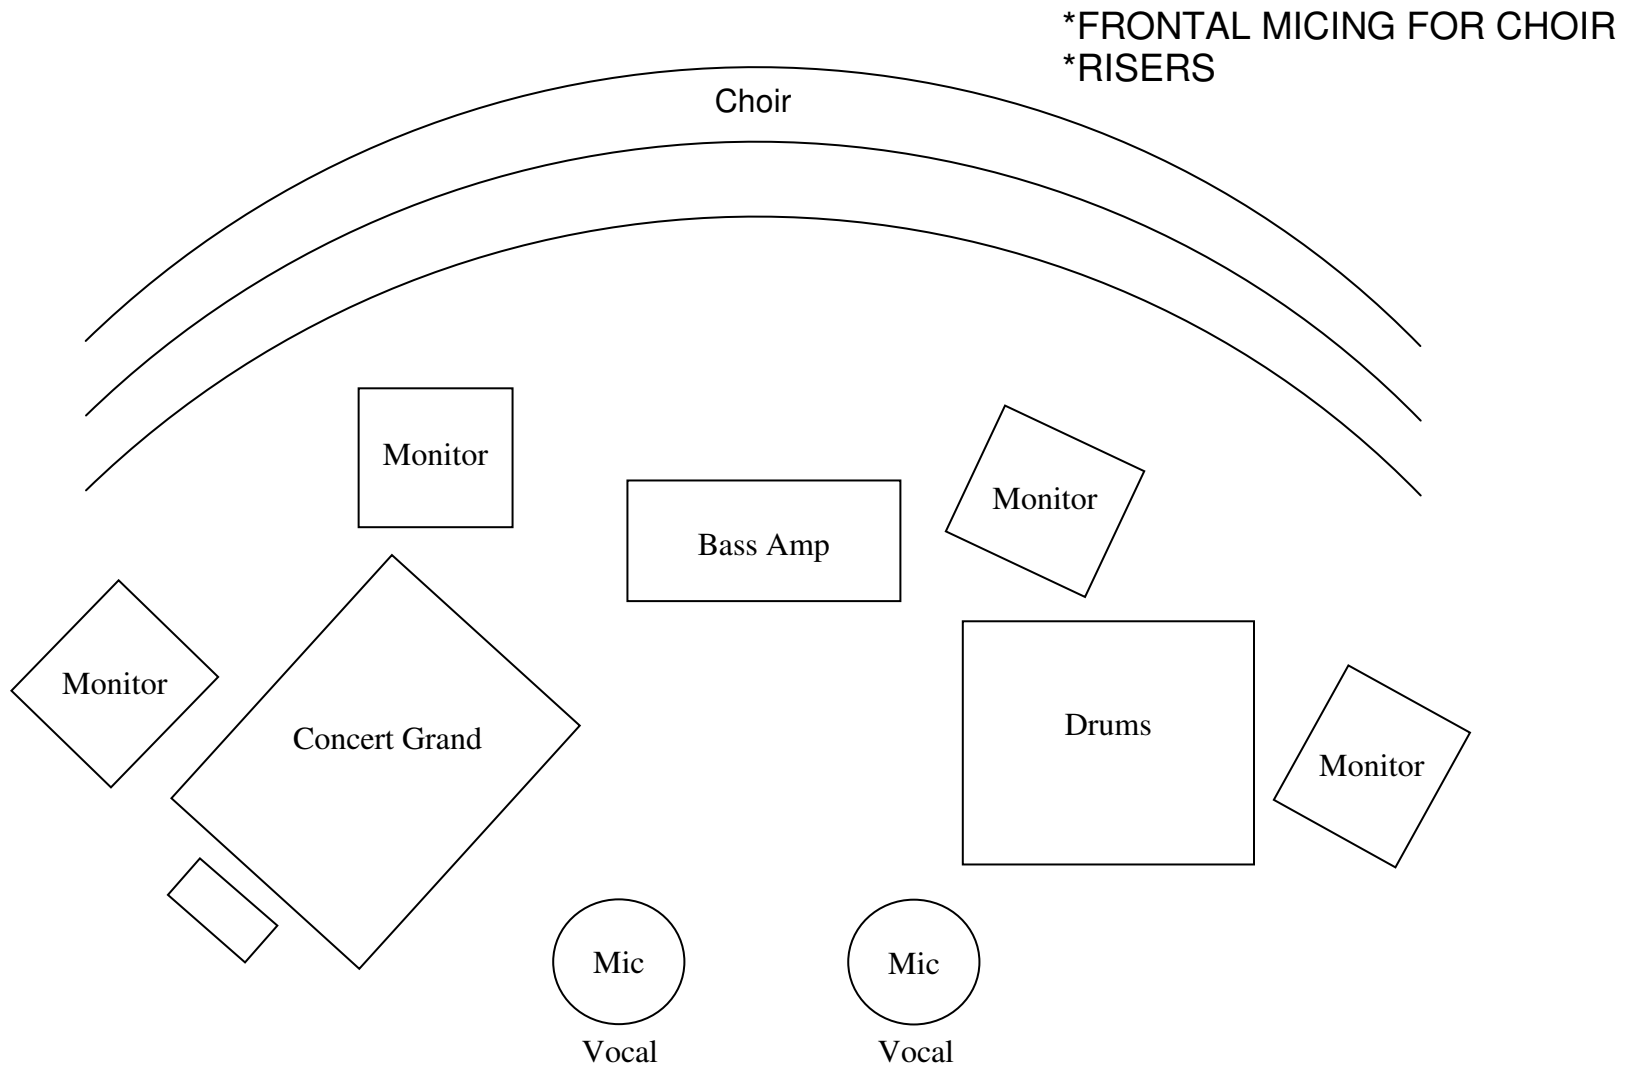 *FRONTAL MICING FOR CHOIR
*RISERS
Choir
Monitor
Monitor
Bass Amp
Monitor
Drums
Concert Grand
Monitor
Mic
Mic
Vocal
Vocal